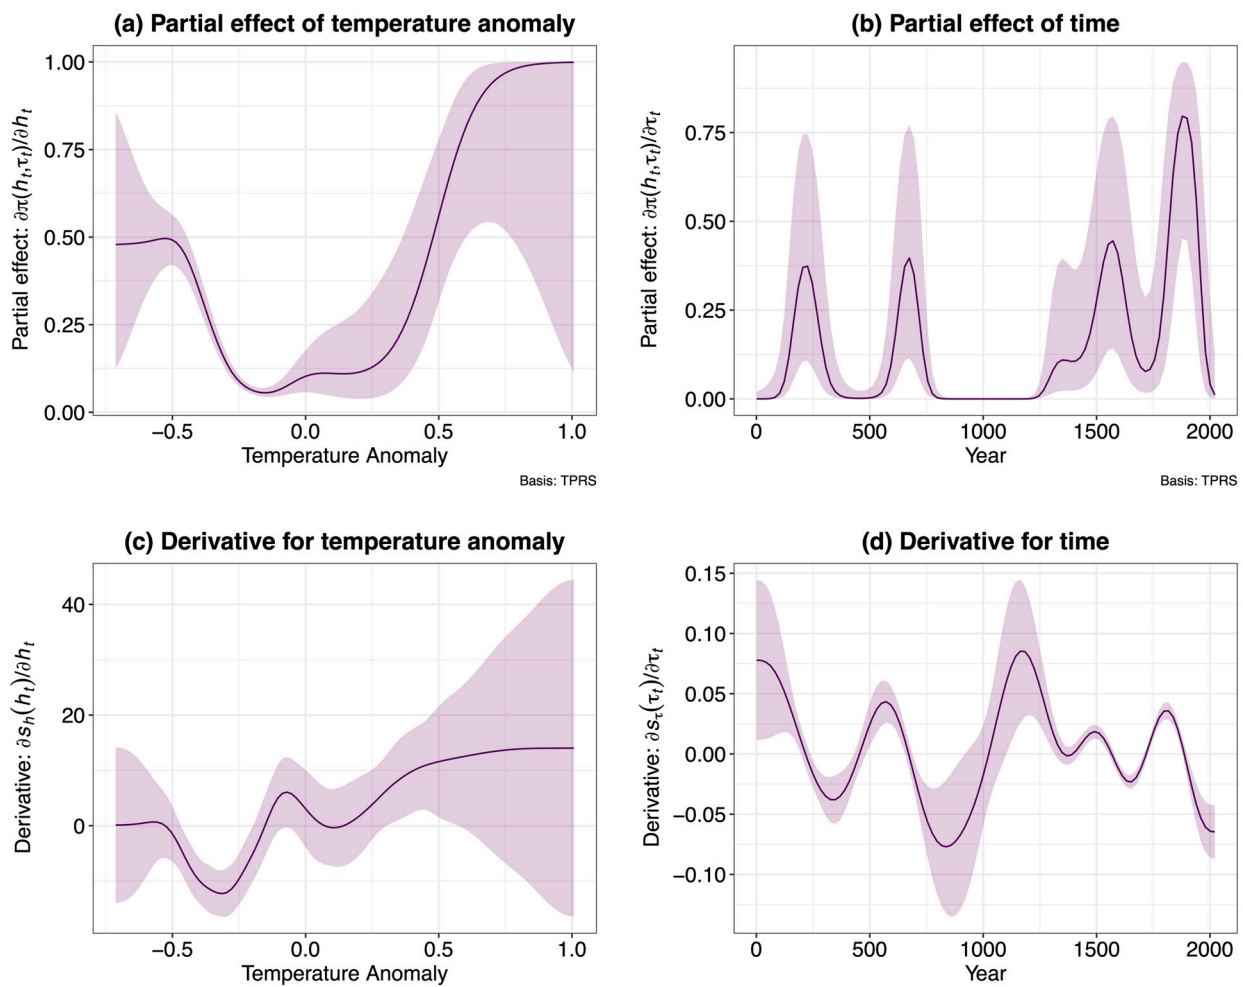 (a) Partial effect of temperature anomaly
Partial effect: ∂π(hₜ,τₜ)/∂hₜ
1.00
0.75
0.50
0.25
0.00
−0.5
0.0
0.5
1.0
Temperature Anomaly
Basis: TPRS
(b) Partial effect of time
Partial effect: ∂π(hₜ,τₜ)/∂τₜ
0.75
0.50
0.25
0.00
0
500
1000
1500
2000
Year
Basis: TPRS
(c) Derivative for temperature anomaly
Derivative: ∂sₕ(hₜ)/∂hₜ
40
20
0
−0.5
0.0
0.5
1.0
Temperature Anomaly
(d) Derivative for time
Derivative: ∂s_τ(τₜ)/∂τₜ
0.15
0.10
0.05
0.00
−0.05
−0.10
0
500
1000
1500
2000
Year